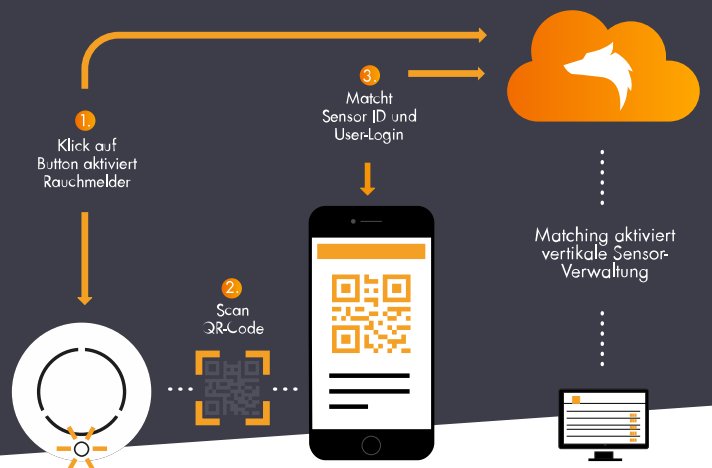 1.
Klick auf
Button aktiviert
Rauchmelder
2.
Scan
QR-Code
3.
Matcht
Sensor ID und
User-Login
Matching aktiviert
vertikale Sensor-
Verwaltung